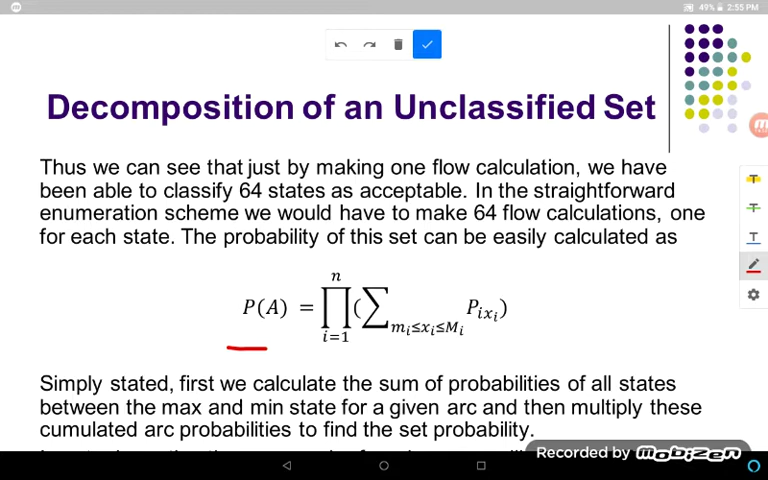 49% 2:55 PM
Decomposition of an Unclassified Set
Thus we can see that just by making one flow calculation, we have
been able to classify 64 states as acceptable. In the straightforward
enumeration scheme we would have to make 64 flow calculations, one
for each state. The probability of this set can be easily calculated as
P(A) = ∏_{i=1}^{n} (∑_{m_i≤x_i≤M_i} P_{ix_i})
Simply stated, first we calculate the sum of probabilities of all states
between the max and min state for a given arc and then multiply these
cumulated arc probabilities to find the set probability.
Recorded by mobizen